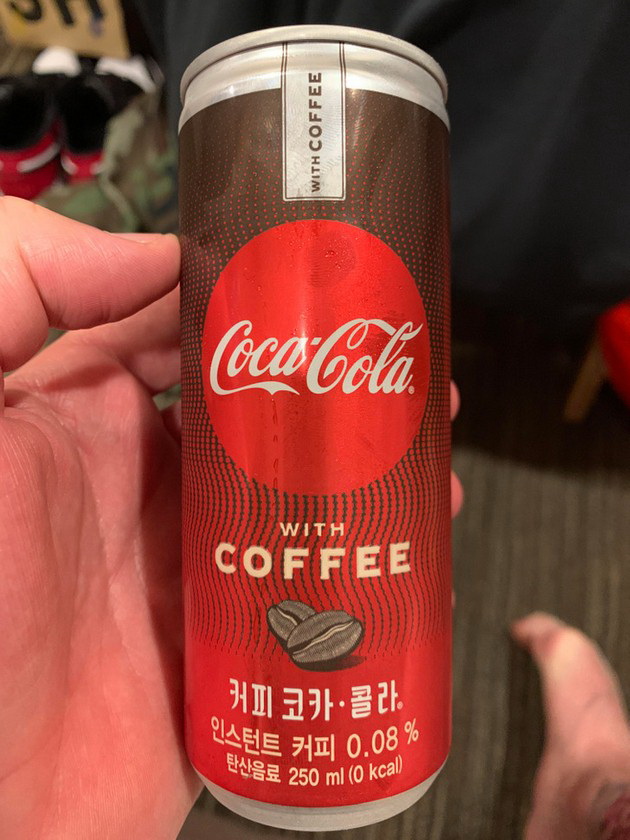 WITH COFFEE
Coca-Cola®
WITH
COFFEE
커피 코카·콜라®
인스턴트 커피 0.08 %
탄산음료 250 ml (0 kcal)